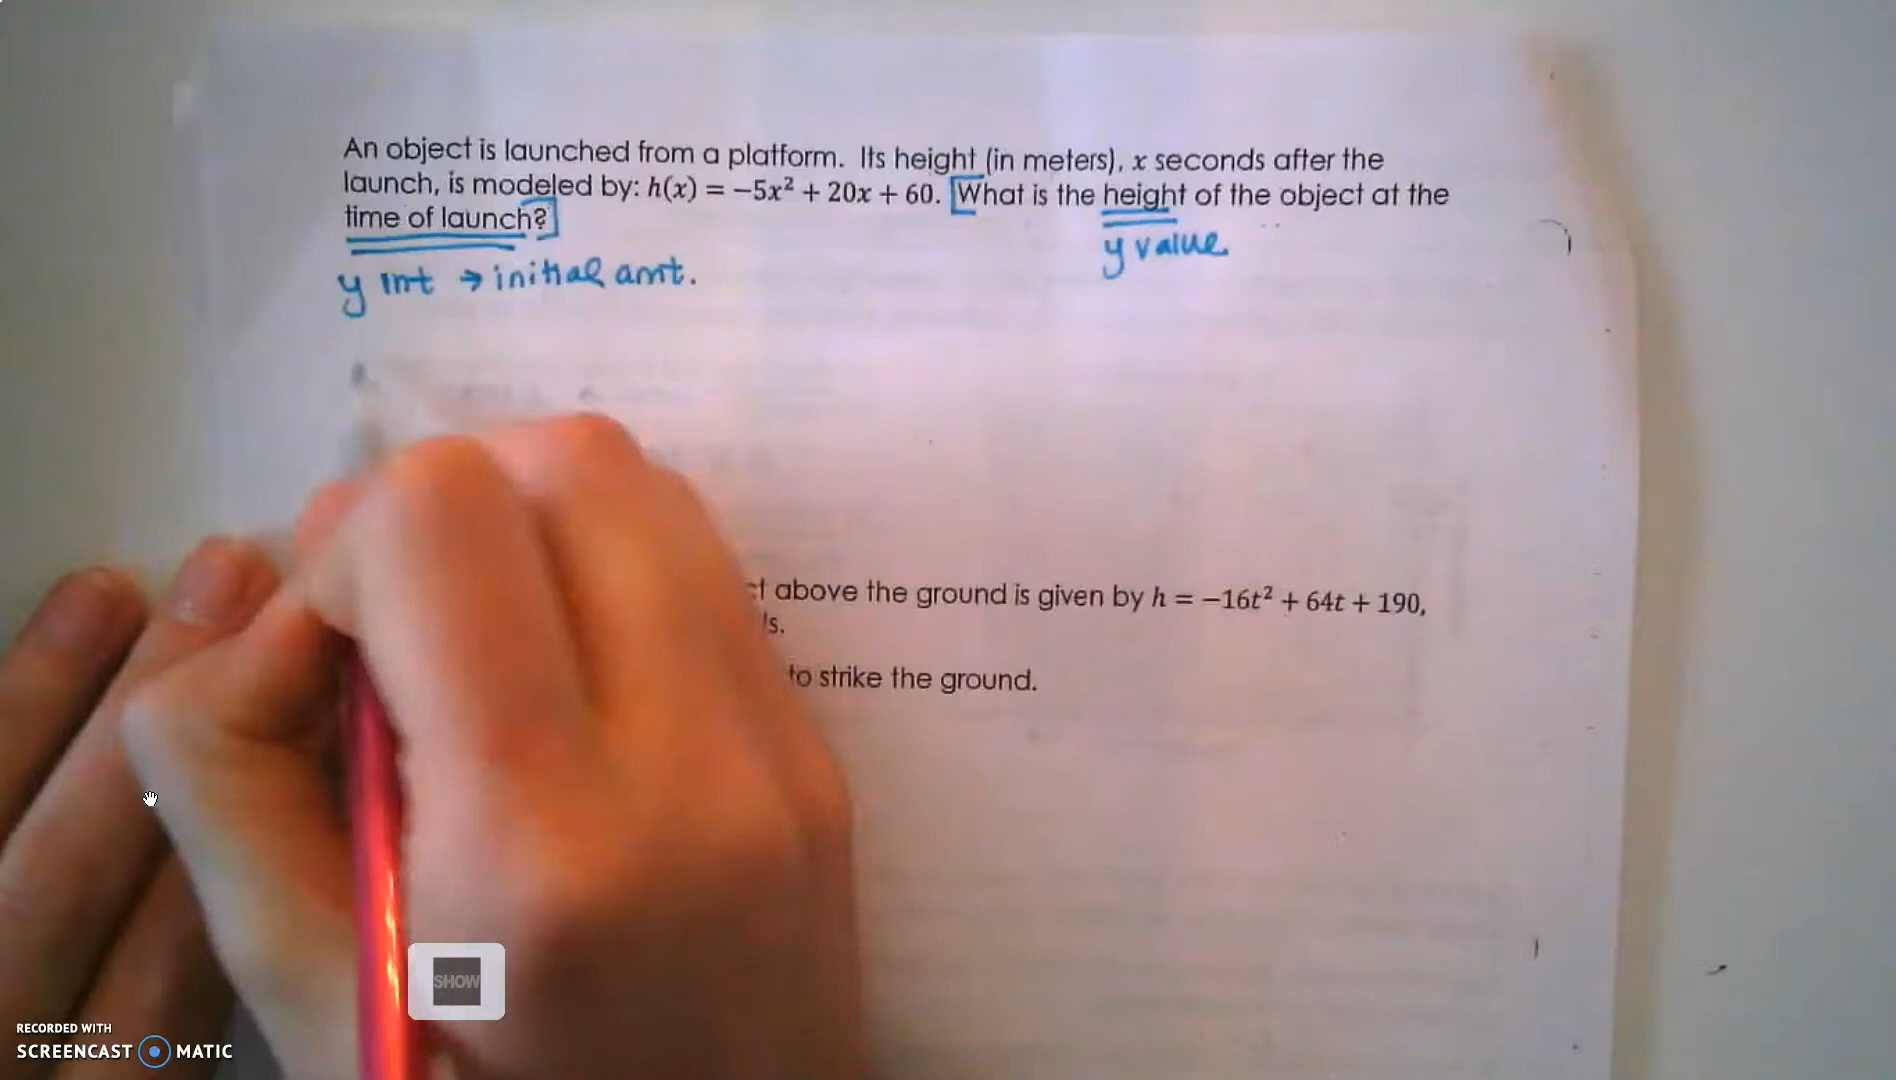 An object is launched from a platform. Its height (in meters), x seconds after the
launch, is modeled by: h(x) = −5x² + 20x + 60. [What is the height of the object at the
time of launch?]
y value
y int → initial amt.
above the ground is given by h = −16t² + 64t + 190,
to strike the ground.
SHOW
RECORDED WITH
SCREENCAST MATIC